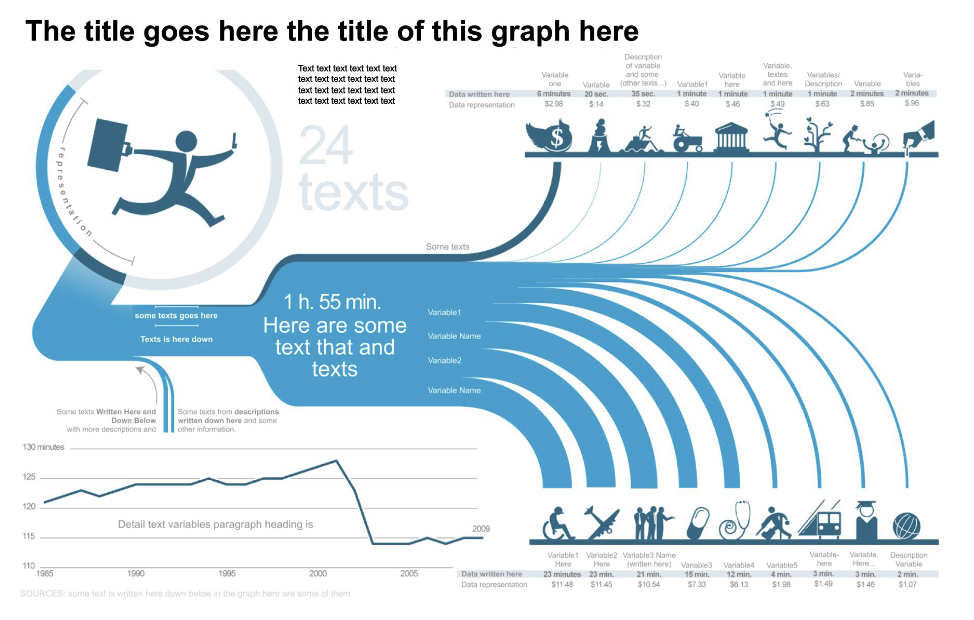 The title goes here the title of this graph here
Text text text text text text
text text text text text text
text text text text text text
text text text text text text
24
texts
representation
Variable
one
Variable
Description
of variable
and some
(other texts...)
Variable1
Variable
here
Variable,
textes
and here
Variables/
Description
Variable
Varia-
bles
Data written here 6 minutes 20 sec. 35 sec. 1 minute 1 minute 1 minute 1 minute 2 minutes 2 minutes
Data representation $2.98 $.14 $.32 $.40 $.46 $.49 $.63 $.85 $.96
$
Some texts
1 h. 55 min.
Here are some
text that and
texts
some texts goes here
Texts is here down
Variable1
Variable Name
Variable2
Variable Name
Some texts Written Here and
Down Below
with more descriptions and
Some texts from descriptions
written down here and some
other information.
130 minutes
125
120
Detail text variables paragraph heading is
2009
115
110
1985 1990 1995 2000 2005
Variable1
Here
Variable2
Here
Variable3 Name
(written here)
Variable3
Variable4
Variable5
Variable-
here
Variable,
Here...
Description
Variable
Data written here 23 minutes 23 min. 21 min. 15 min. 12 min. 4 min. 3 min. 3 min. 2 min.
Data representation $11.48 $11.45 $10.54 $7.33 $6.13 $1.98 $1.49 $1.46 $1.07
SOURCES: some text is written here down below in the graph here are some of them